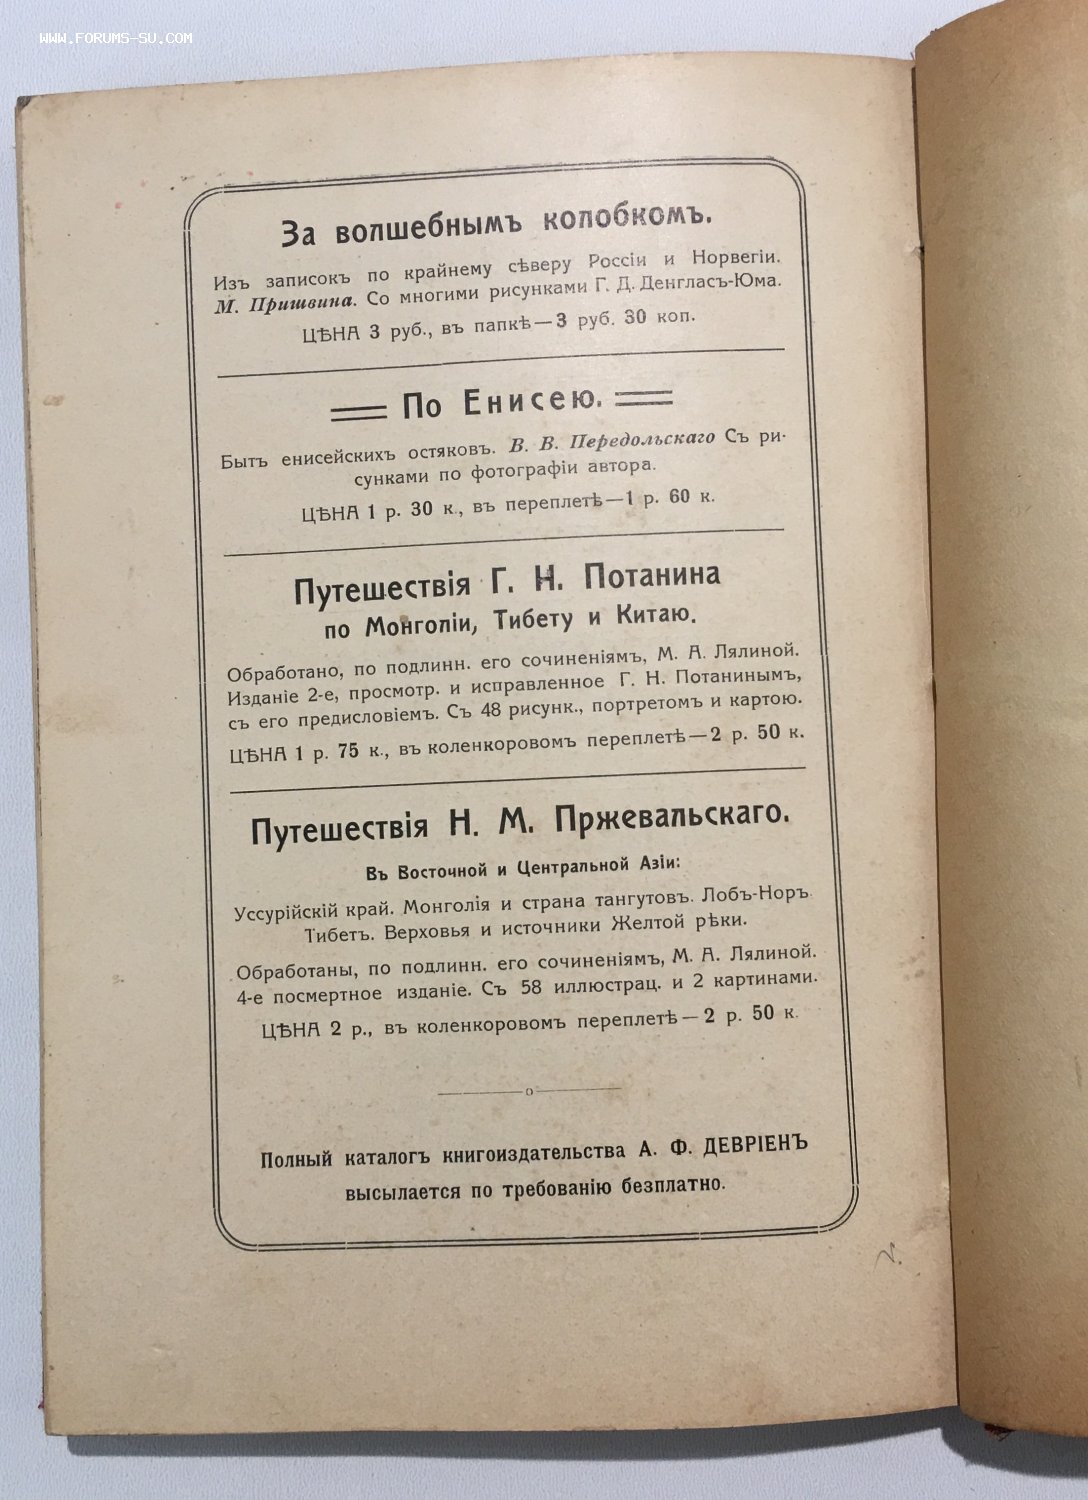 WWW.FORUMS-SU.COM
За волшебнымъ колобкомъ.
Изъ записокъ по крайнему сѣверу Россіи и Норвегіи.
М. Пришвина. Со многими рисунками Г. Д. Денгласъ-Юма.
ЦѢНА 3 руб., въ папкѣ—3 руб. 30 коп.
По Енисею.
Бытъ енисейскихъ остяковъ. В. В. Передольскаго Съ ри-
сунками по фотографіи автора.
ЦѢНА 1 р. 30 к., въ переплетѣ—1 р. 60 к.
Путешествія Г. Н. Потанина
по Монголіи, Тибету и Китаю.
Обработано, по подлинн. его сочиненіямъ, М. А. Лялиной.
Изданіе 2-е, просмотр. и исправленное Г. Н. Потанинымъ,
съ его предисловіемъ. Съ 48 рисунк., портретомъ и картою.
ЦѢНА 1 р. 75 к., въ коленкоровомъ переплетѣ—2 р. 50 к.
Путешествія Н. М. Пржевальскаго.
Въ Восточной и Центральной Азіи:
Уссурійскій край. Монголія и страна тангутовъ. Лобъ-Норъ
Тибетъ. Верховья и источники Желтой рѣки.
Обработаны, по подлинн. его сочиненіямъ, М. А. Лялиной.
4-е посмертное изданіе. Съ 58 иллюстрац. и 2 картинами.
ЦѢНА 2 р., въ коленкоровомъ переплетѣ—2 р. 50 к.
Полный каталогъ книгоиздательства А. Ф. ДЕВРІЕНЪ
высылается по требованію безплатно.